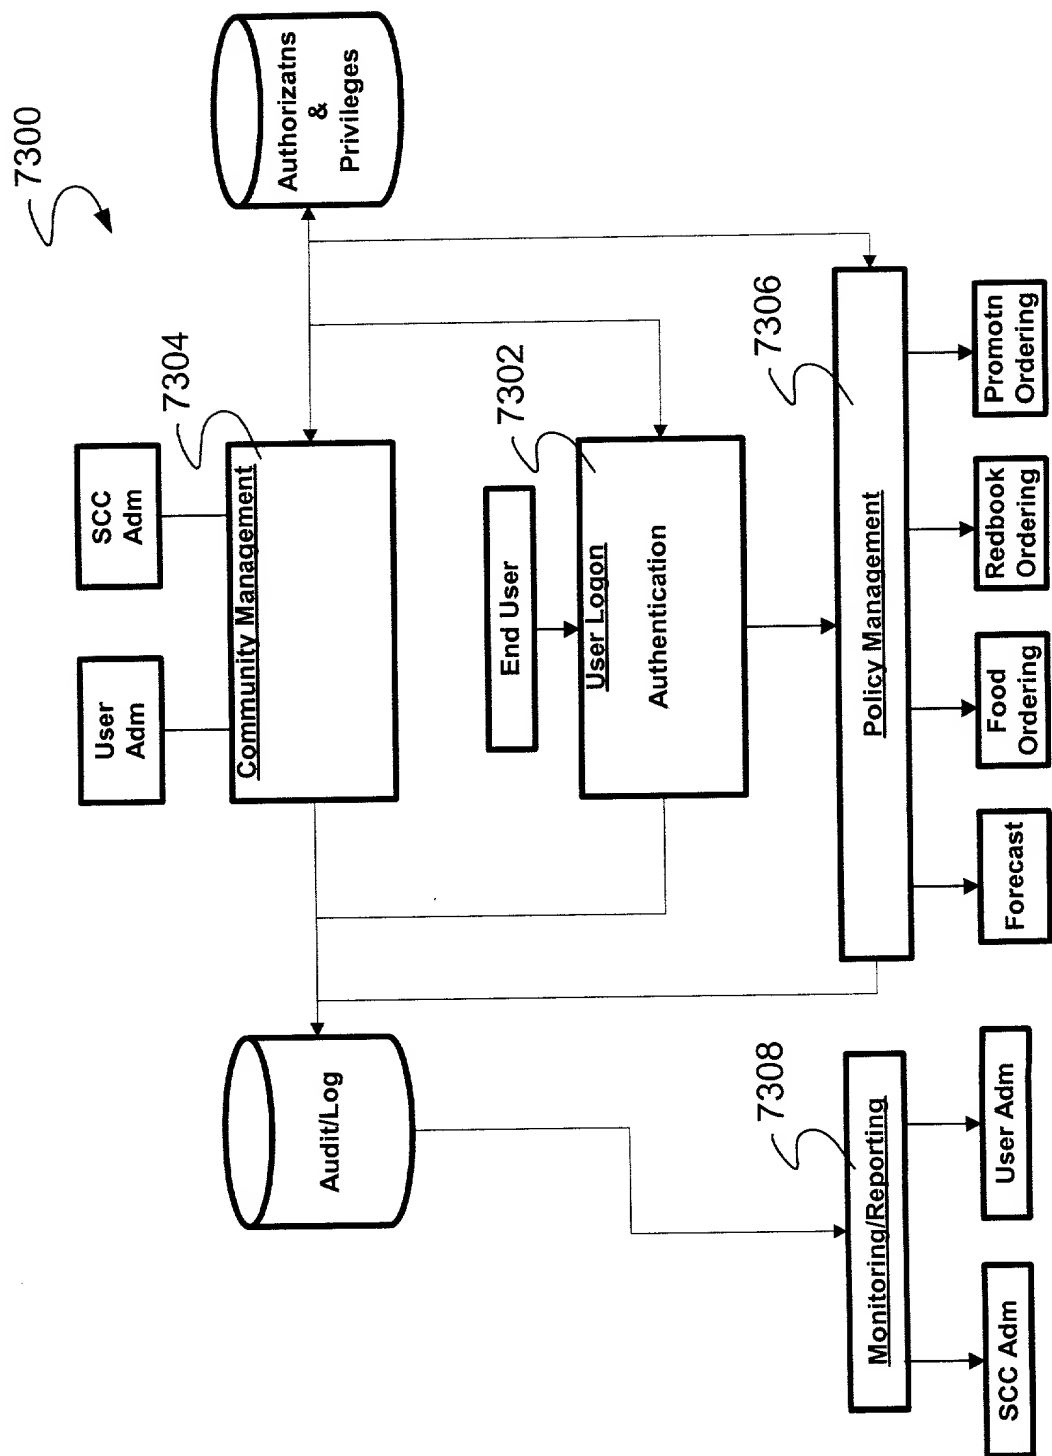 7300
User
Adm
SCC
Adm
7304
Community Management
Audit/Log
Authorizatns
&
Privileges
End User
7302
User Logon
Authentication
7306
Policy Management
7308
Monitoring/Reporting
SCC Adm
User Adm
Forecast
Food
Ordering
Redbook
Ordering
Promotn
Ordering